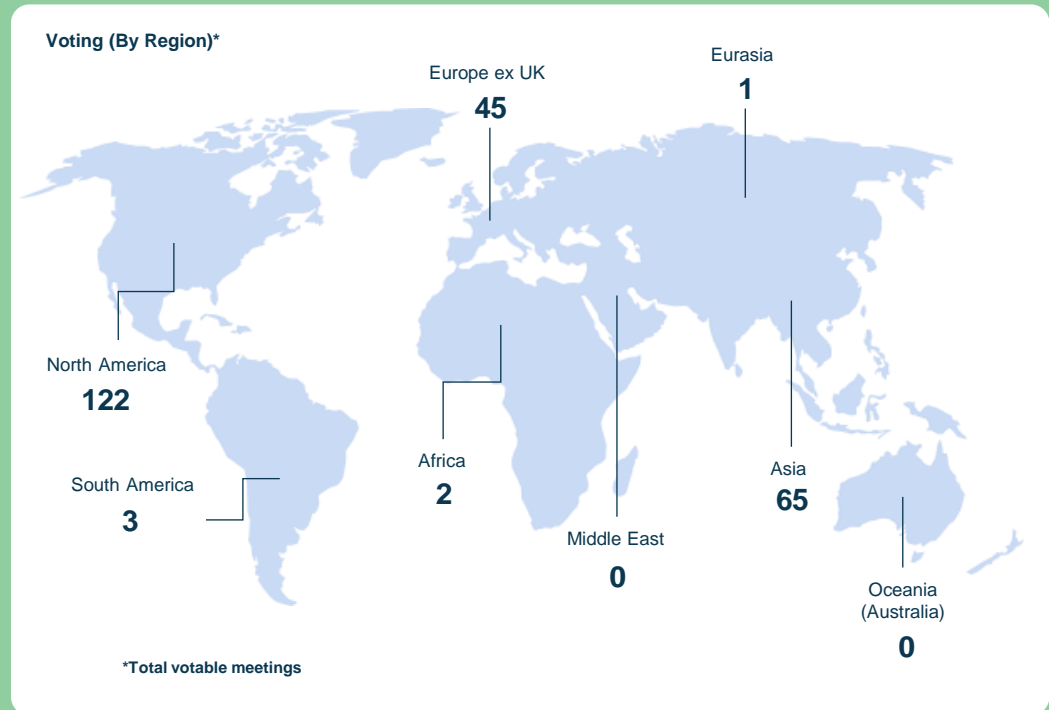 Voting (By Region)*
Eurasia
1
Europe ex UK
45
North America
122
South America
3
Africa
2
Middle East
0
Asia
65
Oceania
(Australia)
0
*Total votable meetings